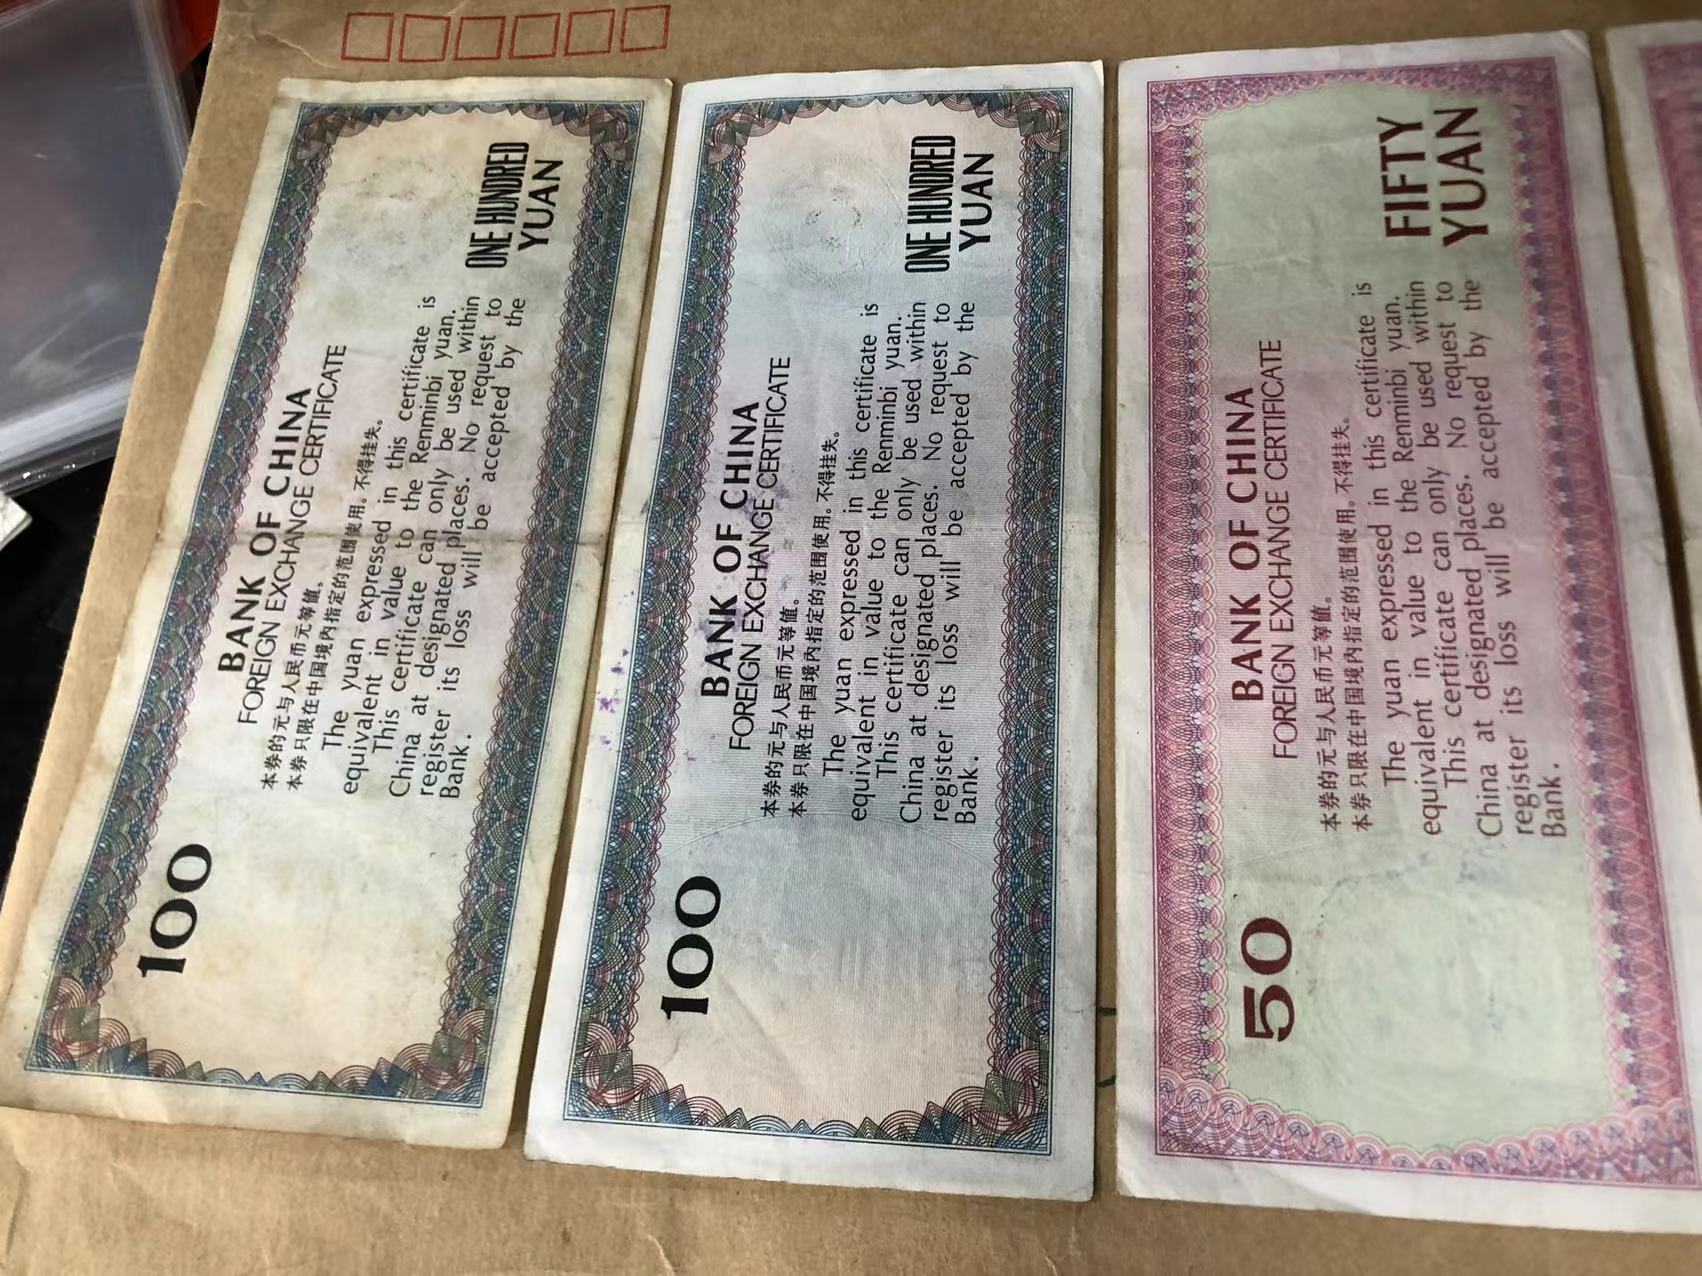 100
BANK OF CHINA
FOREIGN EXCHANGE CERTIFICATE
本券的元与人民币元等值。
本券只限在中国境内指定的范围使用。不得挂失。
The yuan expressed in this certificate is
equivalent in value to the Renminbi yuan.
This certificate can only be used within
China at designated places. No request to
register its loss will be accepted by the
Bank.
ONE HUNDRED
YUAN
100
BANK OF CHINA
FOREIGN EXCHANGE CERTIFICATE
本券的元与人民币元等值。
本券只限在中国境内指定的范围使用。不得挂失。
The yuan expressed in this certificate is
equivalent in value to the Renminbi yuan.
This certificate can only be used within
China at designated places. No request to
register its loss will be accepted by the
Bank.
ONE HUNDRED
YUAN
50
BANK OF CHINA
FOREIGN EXCHANGE CERTIFICATE
本券的元与人民币元等值。
本券只限在中国境内指定的范围使用。不得挂失。
The yuan expressed in this certificate is
equivalent in value to the Renminbi yuan.
This certificate can only be used within
China at designated places. No request to
register its loss will be accepted by the
Bank.
FIFTY
YUAN